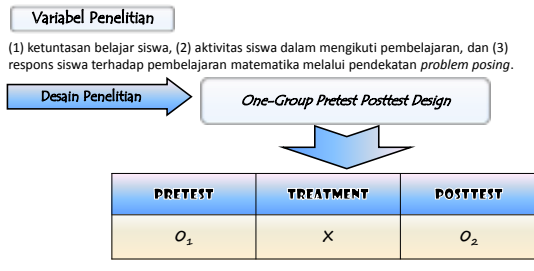 Variabel Penelitian
(1) ketuntasan belajar siswa, (2) aktivitas siswa dalam mengikuti pembelajaran, dan (3)
respons siswa terhadap pembelajaran matematika melalui pendekatan problem posing.
Desain Penelitian
One-Group Pretest Posttest Design
PRETEST TREATMENT POSTTEST
O₁ X O₂